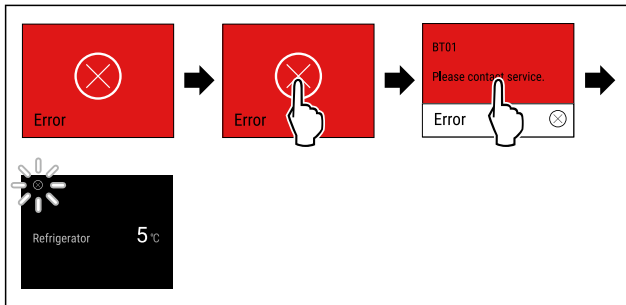 Error
Error
BT01
Please contact service.
Error
Refrigerator 5 °C